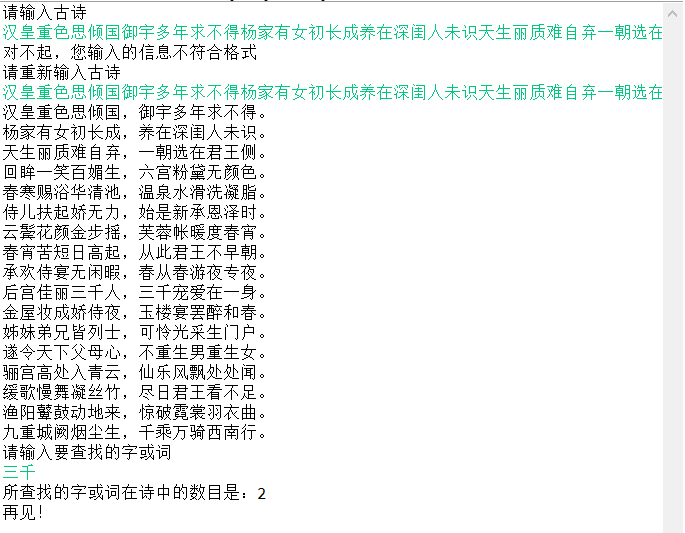 请输入古诗
汉皇重色思倾国御宇多年求不得杨家有女初长成养在深闺人未识天生丽质难自弃一朝选在
对不起，您输入的信息不符合格式
请重新输入古诗
汉皇重色思倾国御宇多年求不得杨家有女初长成养在深闺人未识天生丽质难自弃一朝选在
汉皇重色思倾国，御宇多年求不得。
杨家有女初长成，养在深闺人未识。
天生丽质难自弃，一朝选在君王侧。
回眸一笑百媚生，六宫粉黛无颜色。
春寒赐浴华清池，温泉水滑洗凝脂。
侍儿扶起娇无力，始是新承恩泽时。
云鬓花颜金步摇，芙蓉帐暖度春宵。
春宵苦短日高起，从此君王不早朝。
承欢侍宴无闲暇，春从春游夜专夜。
后宫佳丽三千人，三千宠爱在一身。
金屋妆成娇侍夜，玉楼宴罢醉和春。
姊妹弟兄皆列士，可怜光采生门户。
遂令天下父母心，不重生男重生女。
骊宫高处入青云，仙乐风飘处处闻。
缓歌慢舞凝丝竹，尽日君王看不足。
渔阳鼙鼓动地来，惊破霓裳羽衣曲。
九重城阙烟尘生，千乘万骑西南行。
请输入要查找的字或词
三千
所查找的字或词在诗中的数目是：2
再见！